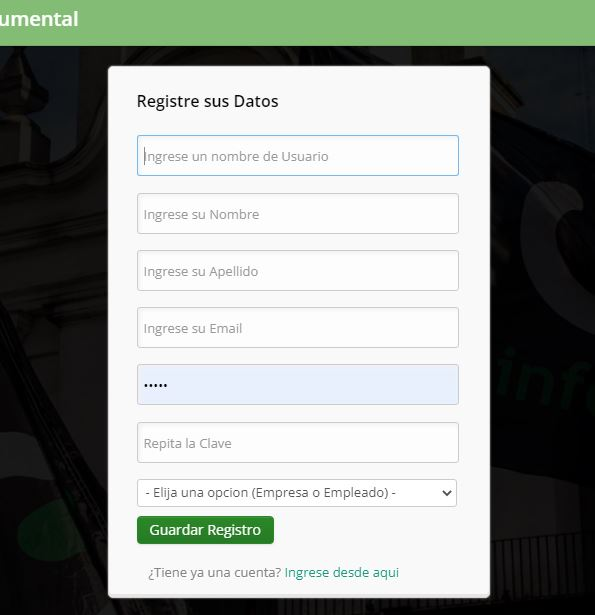 umental
Registre sus Datos
Ingrese un nombre de Usuario
Ingrese su Nombre
Ingrese su Apellido
Ingrese su Email
•••••
Repita la Clave
- Elija una opcion (Empresa o Empleado) -
Guardar Registro
¿Tiene ya una cuenta? Ingrese desde aqui
inf